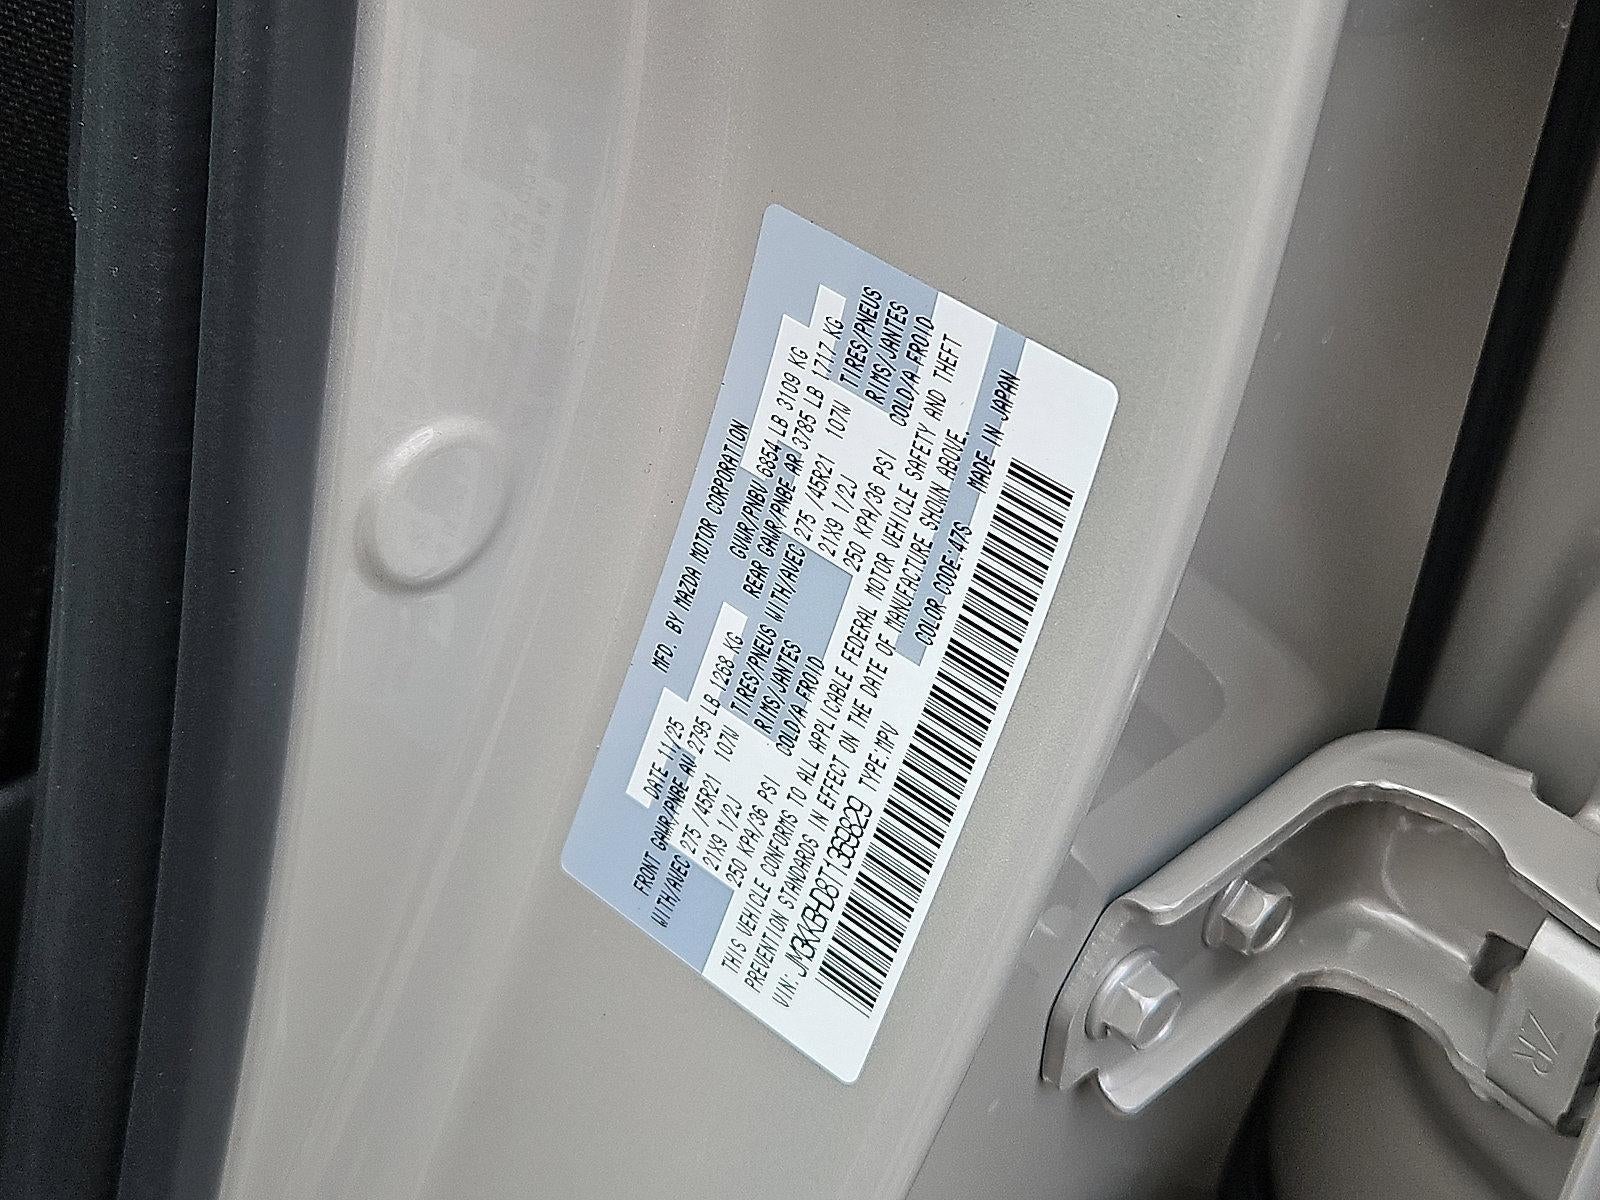 MFD. BY MAZDA MOTOR CORPORATION
DATE 11/25 GVWR/PNBV 6854 LB 3109 KG
FRONT GAWR/PNBE AV 2795 LB 1268 KG REAR GAWR/PNBE AR 3785 LB 1717 KG
WITH/AVEC 275 /45R21 107W TIRES/PNEUS WITH/AVEC 275 /45R21 107W TIRES/PNEUS
21X9 1/2J RIMS/JANTES 21X9 1/2J RIMS/JANTES
250 KPA/36 PSI COLD/A FROID 250 KPA/36 PSI COLD/A FROID
THIS VEHICLE CONFORMS TO ALL APPLICABLE FEDERAL MOTOR VEHICLE SAFETY AND THEFT
PREVENTION STANDARDS IN EFFECT ON THE DATE OF MANUFACTURE SHOWN ABOVE.
VIN: JM3KKBHD8T1369829 TYPE:MPV COLOR CODE:47S MADE IN JAPAN
ZR